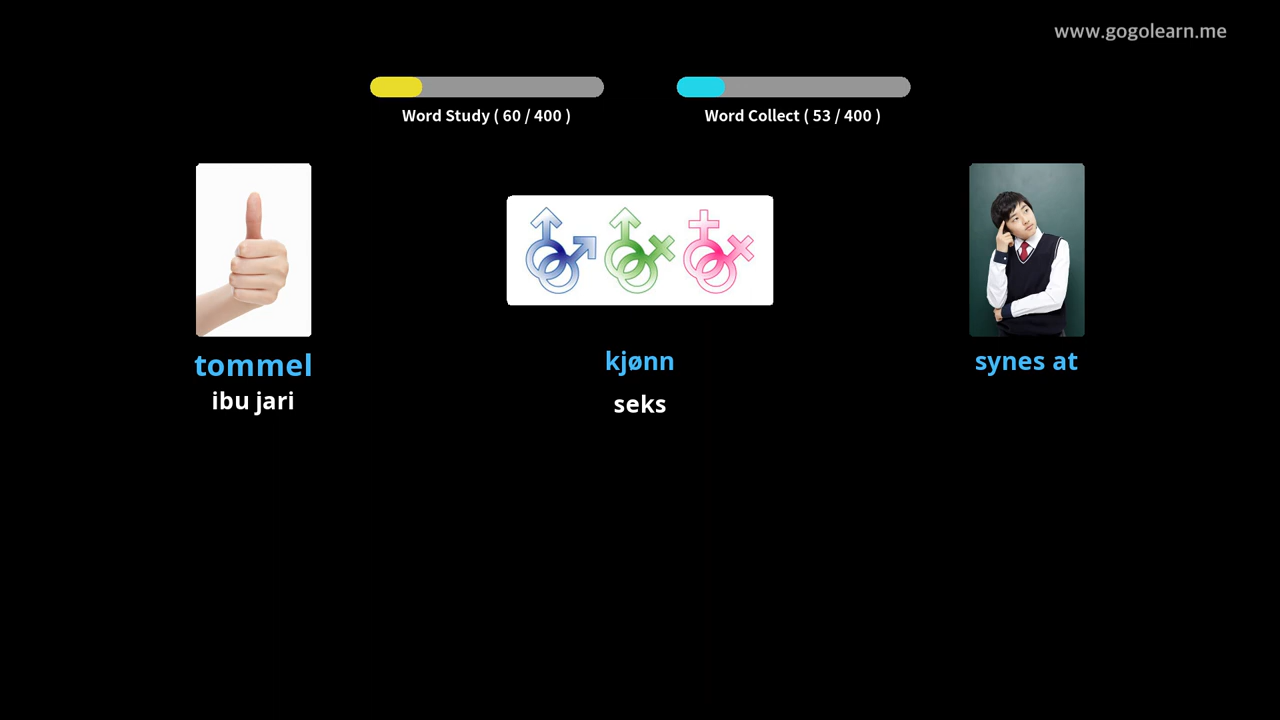 www.gogolearn.me
Word Study ( 60 / 400 )
Word Collect ( 53 / 400 )
tommel
ibu jari
kjønn
seks
synes at